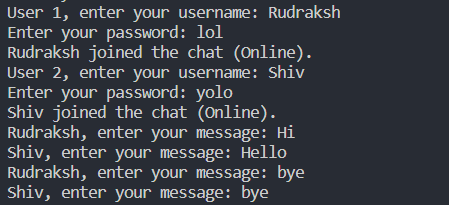 User 1, enter your username: Rudraksh
Enter your password: lol
Rudraksh joined the chat (Online).
User 2, enter your username: Shiv
Enter your password: yolo
Shiv joined the chat (Online).
Rudraksh, enter your message: Hi
Shiv, enter your message: Hello
Rudraksh, enter your message: bye
Shiv, enter your message: bye